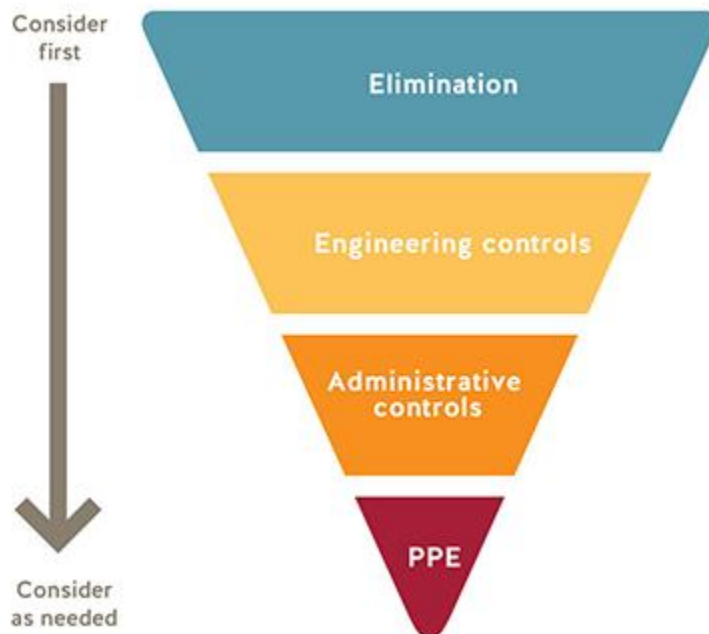 Consider
first
Elimination
Engineering controls
Administrative
controls
PPE
Consider
as needed